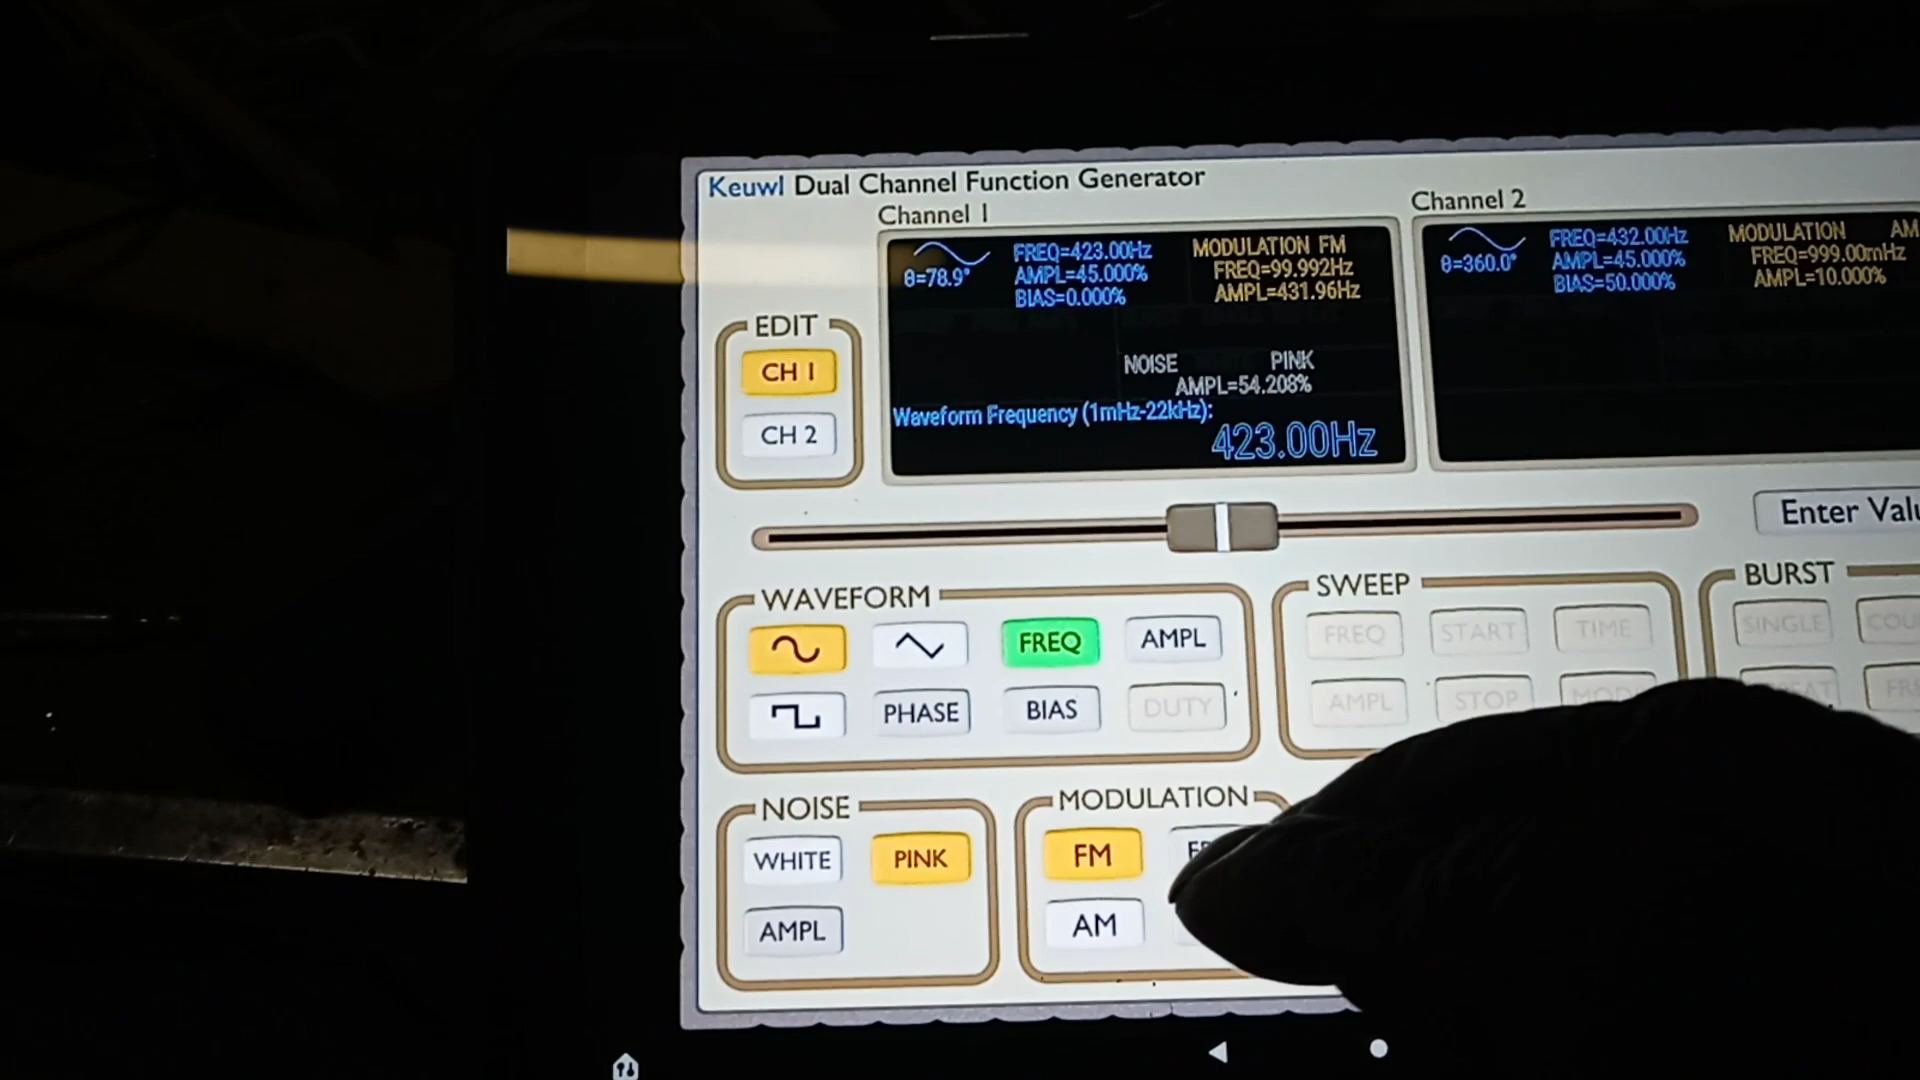 Keuwl Dual Channel Function Generator
Channel 1
Channel 2
θ=78.9°
FREQ=423.00Hz
AMPL=45.000%
BIAS=0.000%
MODULATION FM
FREQ=99.992Hz
AMPL=431.96Hz
NOISE PINK
AMPL=54.208%
Waveform Frequency (1mHz-22kHz):
423.00Hz
θ=360.0°
FREQ=432.00Hz
AMPL=45.000%
BIAS=50.000%
MODULATION AM
FREQ=999.00mHz
AMPL=10.000%
EDIT
CH 1
CH 2
Enter Valu
WAVEFORM
FREQ
AMPL
PHASE
BIAS
DUTY
SWEEP
FREQ
START
TIME
AMPL
STOP
MODE
BURST
SINGLE
COU
FR
NOISE
WHITE
PINK
AMPL
MODULATION
FM
AM